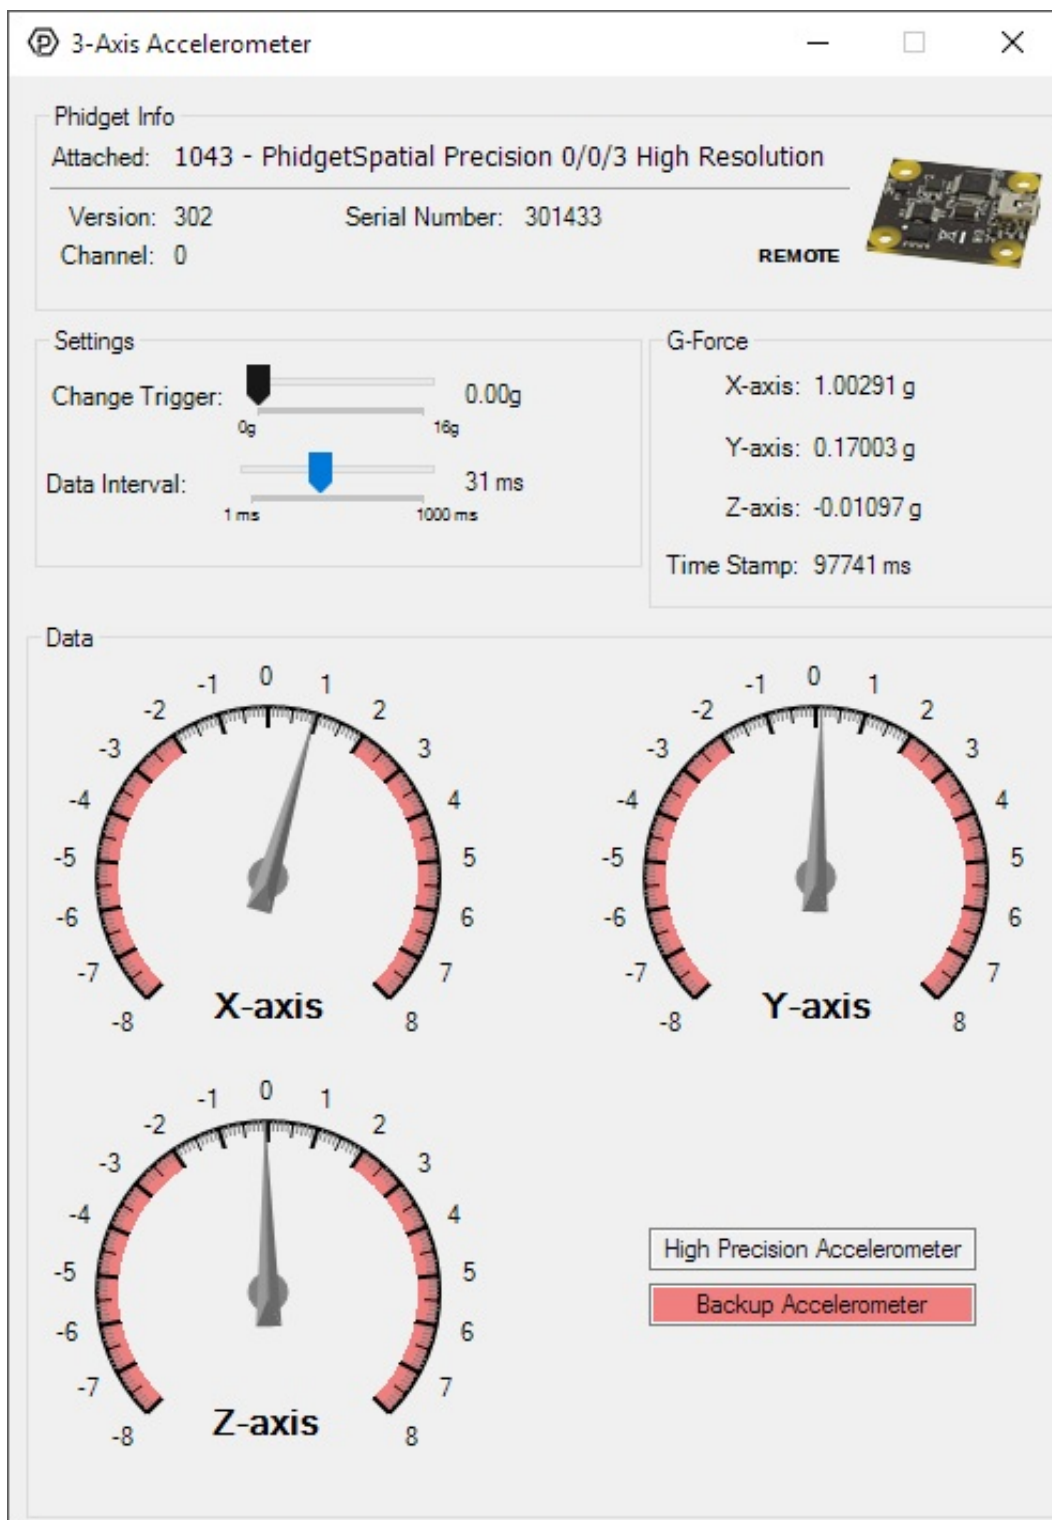 3-Axis Accelerometer
Phidget Info
Attached: 1043 - PhidgetSpatial Precision 0/0/3 High Resolution
Version: 302 Serial Number: 301433
Channel: 0
REMOTE
Settings
Change Trigger: 0.00g
0g 16g
Data Interval: 31 ms
1 ms 1000 ms
G-Force
X-axis: 1.00291 g
Y-axis: 0.17003 g
Z-axis: -0.01097 g
Time Stamp: 97741 ms
Data
-8 -7 -6 -5 -4 -3 -2 -1 0 1 2 3 4 5 6 7 8
X-axis
-8 -7 -6 -5 -4 -3 -2 -1 0 1 2 3 4 5 6 7 8
Y-axis
-8 -7 -6 -5 -4 -3 -2 -1 0 1 2 3 4 5 6 7 8
Z-axis
High Precision Accelerometer
Backup Accelerometer